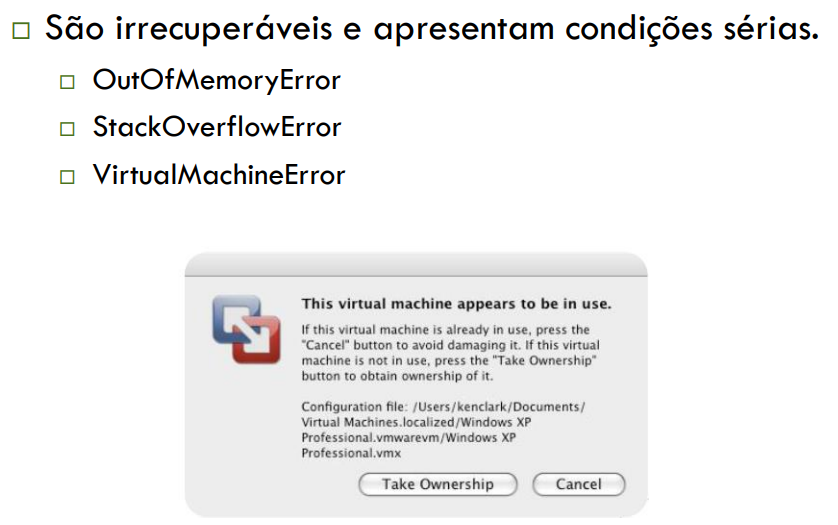 São irrecuperáveis e apresentam condições sérias.
OutOfMemoryError
StackOverflowError
VirtualMachineError
This virtual machine appears to be in use.
If this virtual machine is already in use, press the
"Cancel" button to avoid damaging it. If this virtual
machine is not in use, press the "Take Ownership"
button to obtain ownership of it.
Configuration file: /Users/kenclark/Documents/
Virtual Machines.localized/Windows XP
Professional.vmwarevm/Windows XP
Professional.vmx
Take Ownership
Cancel